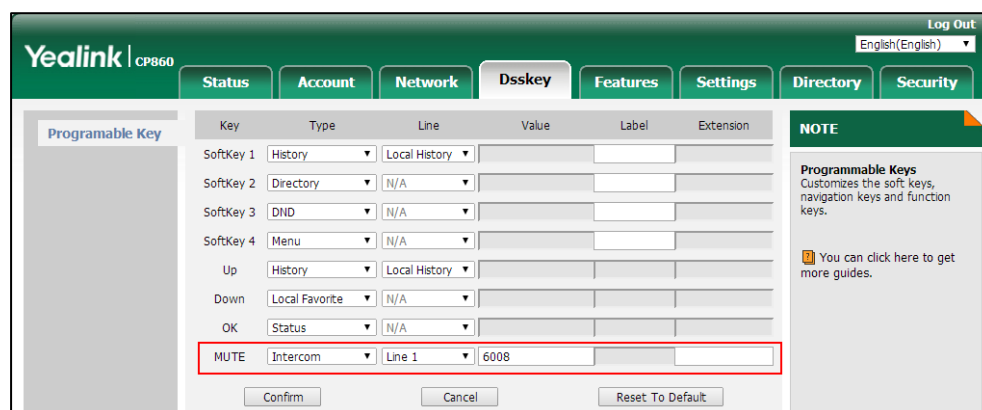 Log Out
Yealink CP860
English(English)
Status Account Network Dsskey Features Settings Directory Security
Programable Key
Key Type Line Value Label Extension
SoftKey 1 History Local History
SoftKey 2 Directory N/A
SoftKey 3 DND N/A
SoftKey 4 Menu N/A
Up History Local History
Down Local Favorite N/A
OK Status N/A
MUTE Intercom Line 1 6008
Confirm Cancel Reset To Default
NOTE
Programmable Keys
Customizes the soft keys,
navigation keys and function
keys.
You can click here to get
more guides.